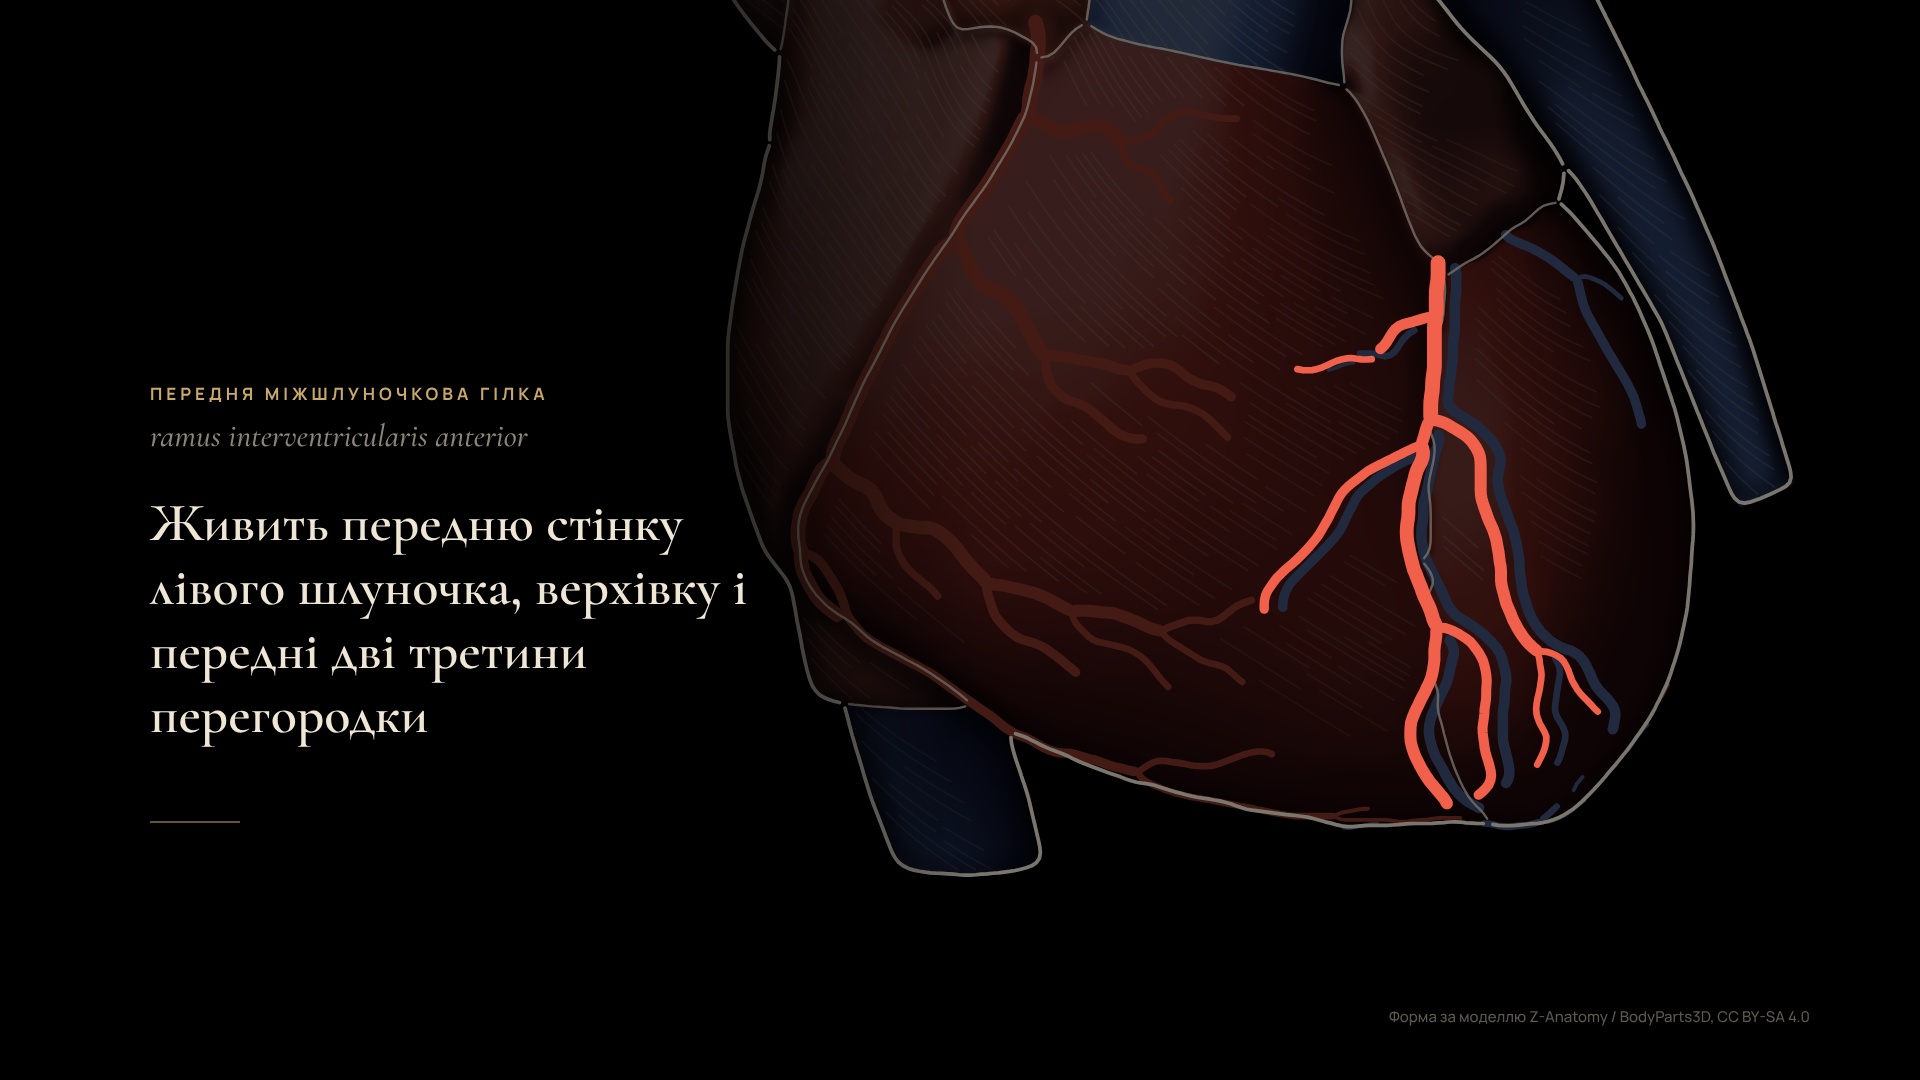 ПЕРЕДНЯ МІЖШЛУНОЧКОВА ГІЛКА
ramus interventricularis anterior
Живить передню стінку
лівого шлуночка, верхівку і
передні дві третини
перегородки
Форма за моделлю Z-Anatomy / BodyParts3D, CC BY-SA 4.0